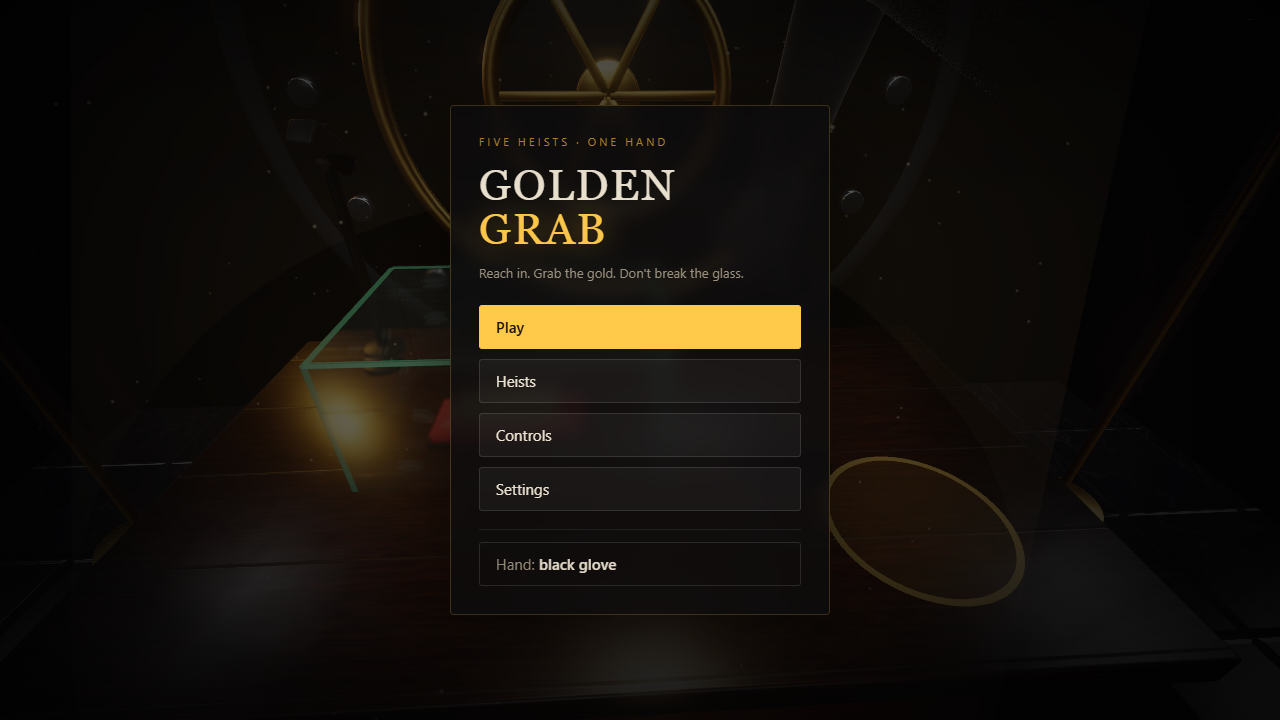 FIVE HEISTS · ONE HAND
GOLDEN
GRAB
Reach in. Grab the gold. Don't break the glass.
Play
Heists
Controls
Settings
Hand: black glove